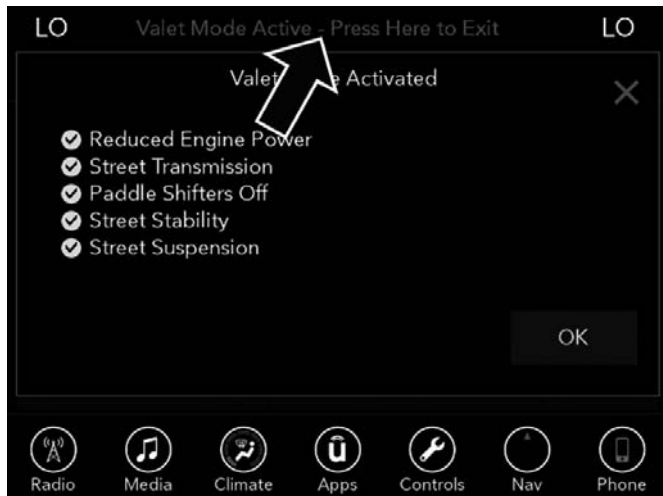 LO Valet Mode Active - Press Here to Exit LO
Valet Activated
Reduced Engine Power
Street Transmission
Paddle Shifters Off
Street Stability
Street Suspension
OK
Radio Media Climate Apps Controls Nav Phone